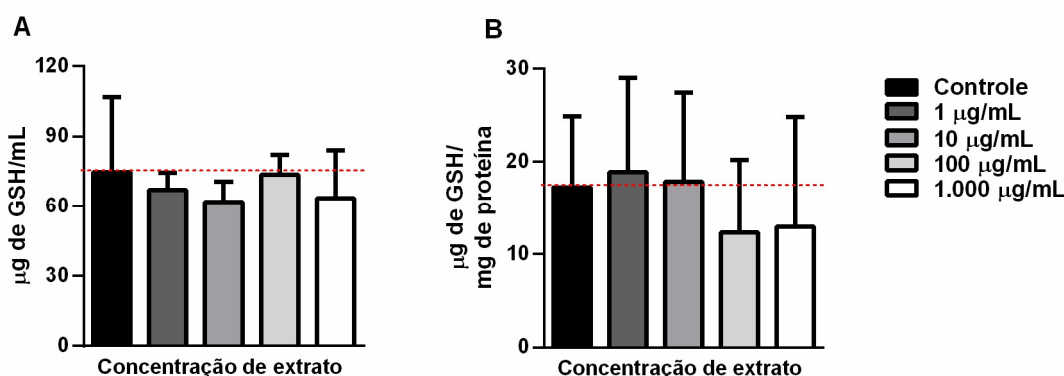 A
120
90
60
30
0
µg de GSH/mL
Concentração de extrato
B
30
20
10
0
µg de GSH/
mg de proteína
Concentração de extrato
Controle
1 µg/mL
10 µg/mL
100 µg/mL
1.000 µg/mL